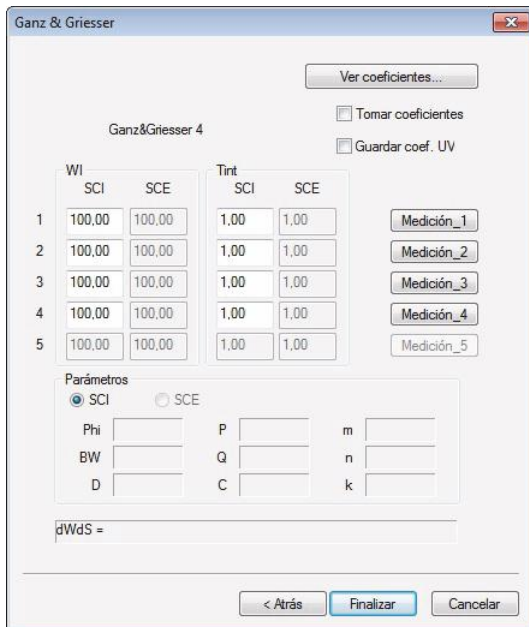 Ganz & Griesser
Ver coeficientes...
Tomar coeficientes
Ganz&Griesser 4
Guardar coef. UV
WI Tint
SCI SCE SCI SCE
1 100,00 100,00 1,00 1,00 Medición_1
2 100,00 100,00 1,00 1,00 Medición_2
3 100,00 100,00 1,00 1,00 Medición_3
4 100,00 100,00 1,00 1,00 Medición_4
5 100,00 100,00 1,00 1,00 Medición_5
Parámetros
SCI SCE
Phi P m
BW Q n
D C k
dWdS =
< Atrás Finalizar Cancelar